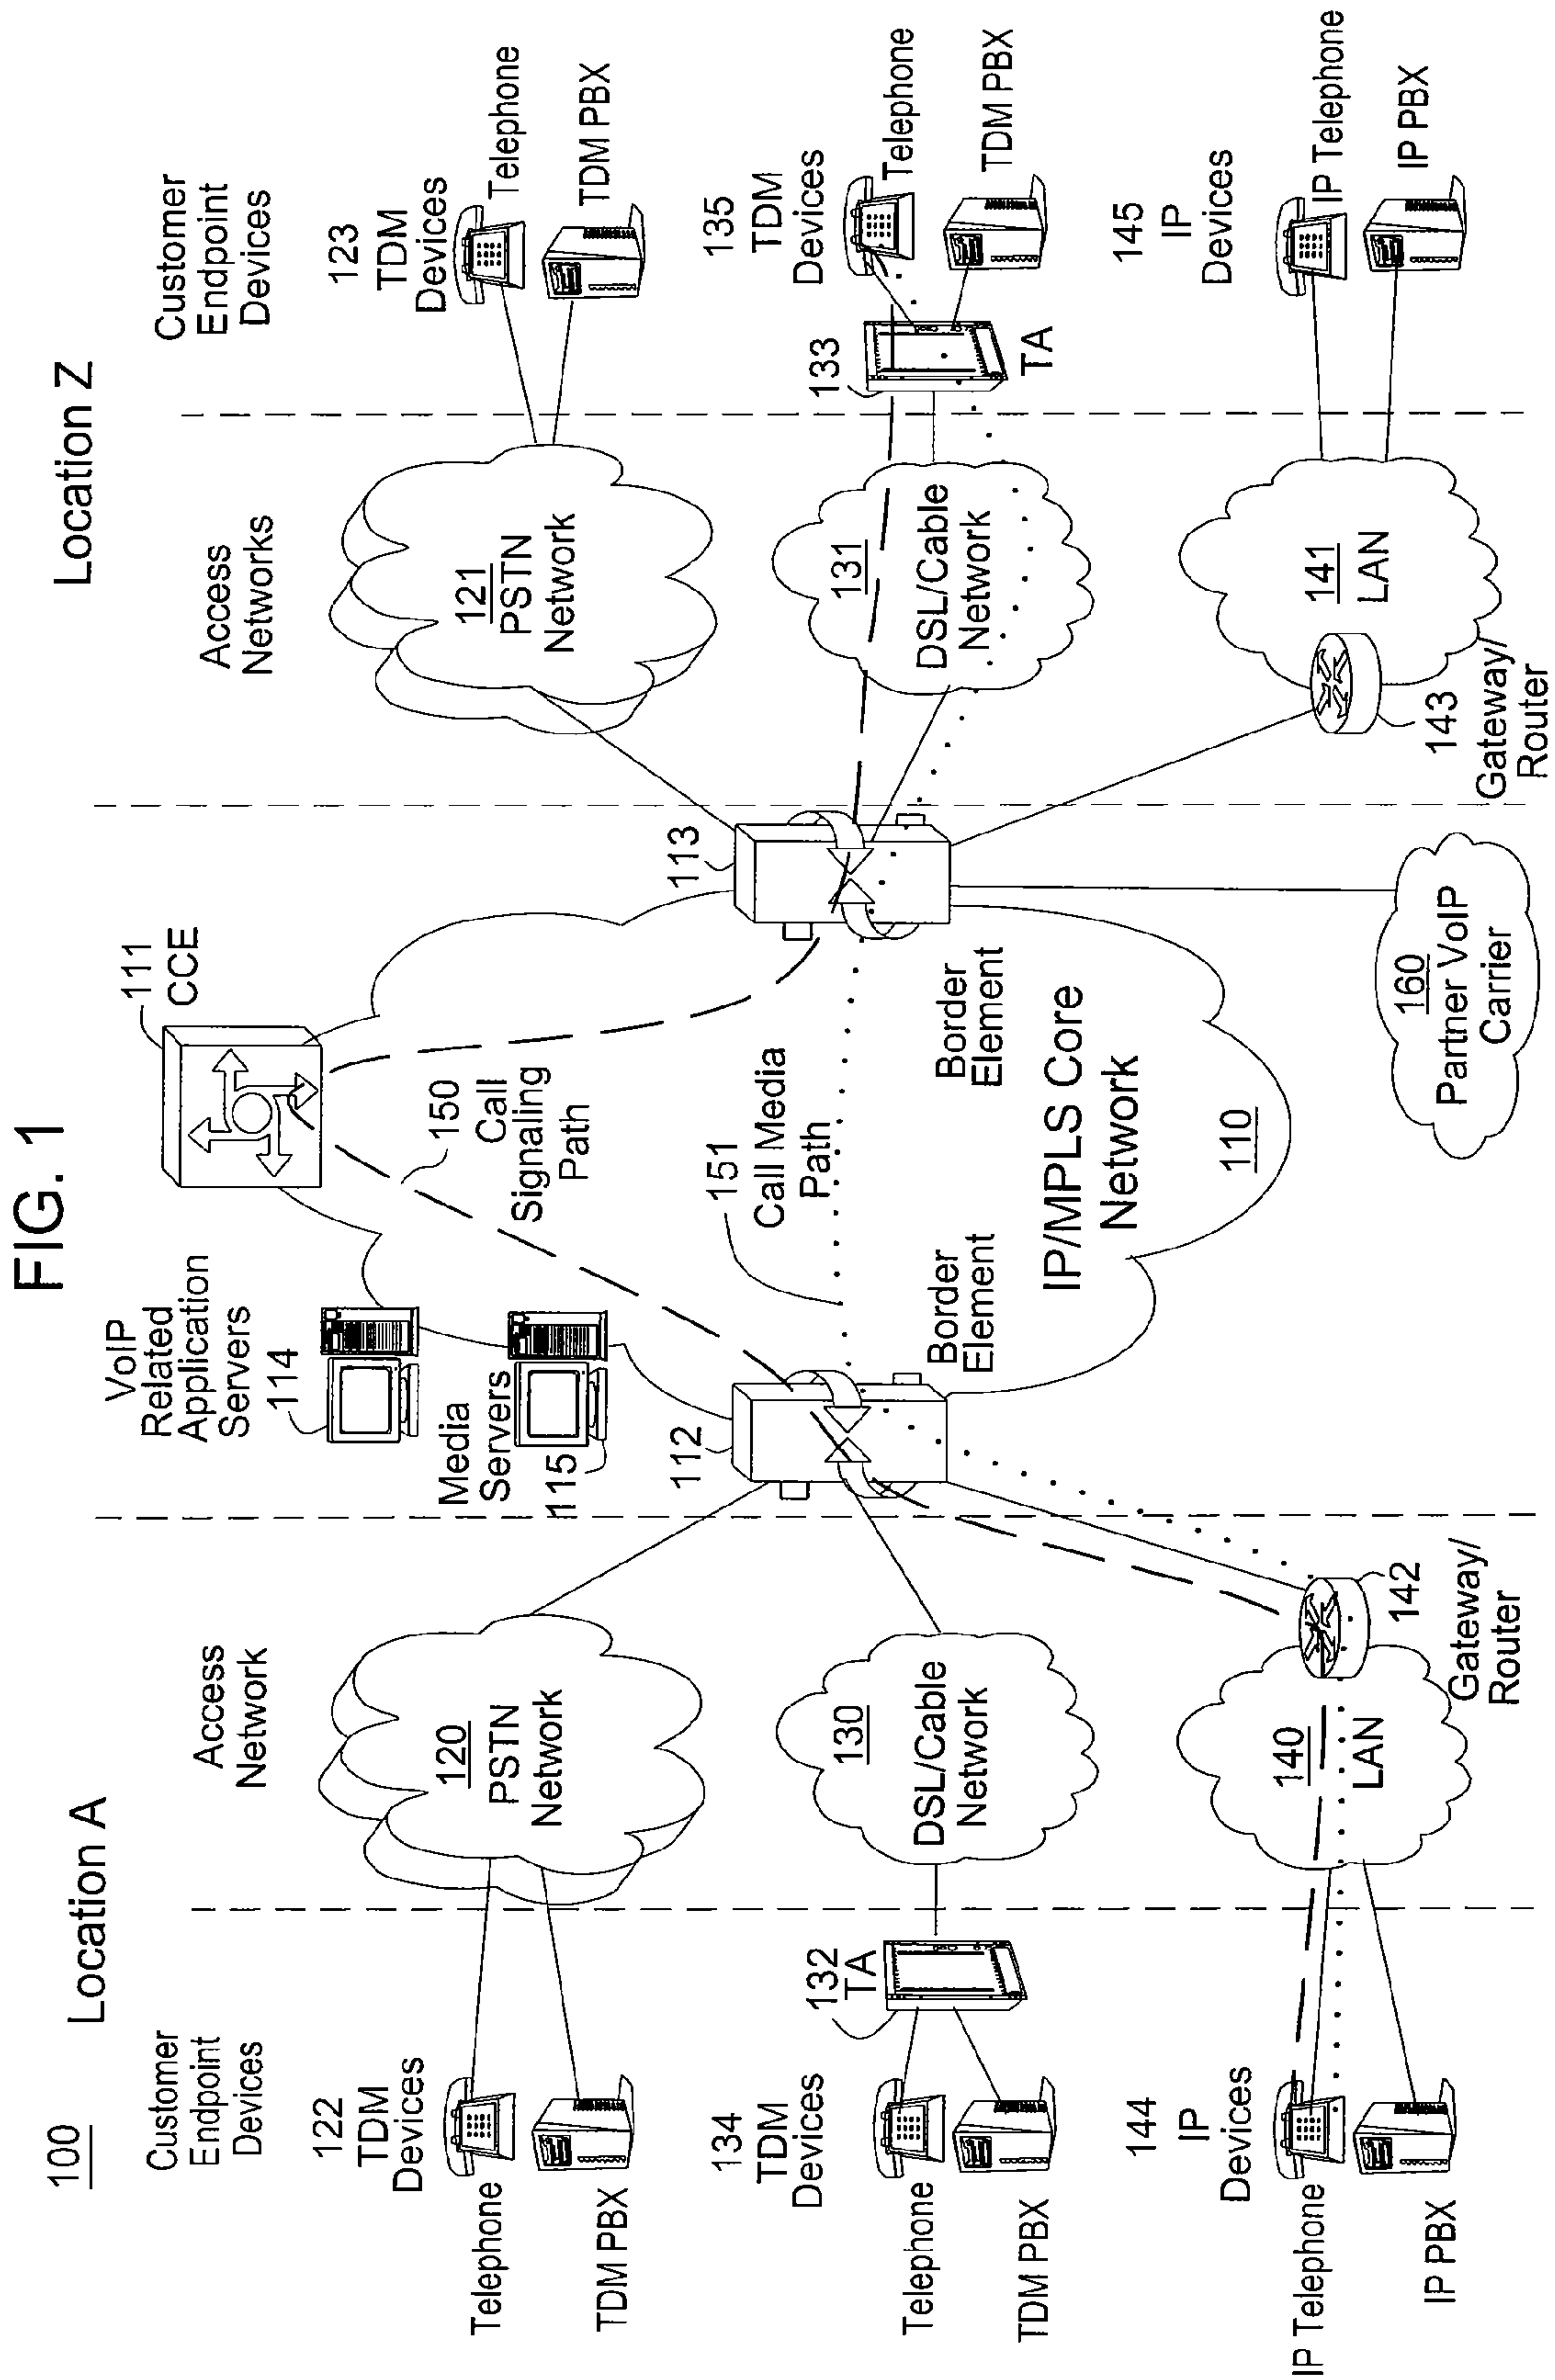 FIG. 1
100
Location A
Location Z
Customer
Endpoint
Devices
Access
Network
VoIP
Related
Application
Servers
114
111
CCE
Access
Networks
Customer
Endpoint
Devices
122
TDM
Devices
Telephone
TDM PBX
120
PSTN
Network
Media
Servers
115
150
Call
Signaling
Path
121
PSTN
Network
123
TDM
Devices
Telephone
TDM PBX
134
TDM
Devices
Telephone
TDM PBX
132
TA
130
DSL/Cable
Network
112
Border
Element
151
Call Media
Path
113
Border
Element
IP/MPLS Core
Network
110
131
DSL/Cable
Network
133
TA
135
TDM
Devices
Telephone
TDM PBX
144
IP
Devices
IP Telephone
IP PBX
140
LAN
142
Gateway/
Router
160
Partner VoIP
Carrier
143
Gateway/
Router
141
LAN
145
IP
Devices
IP Telephone
IP PBX